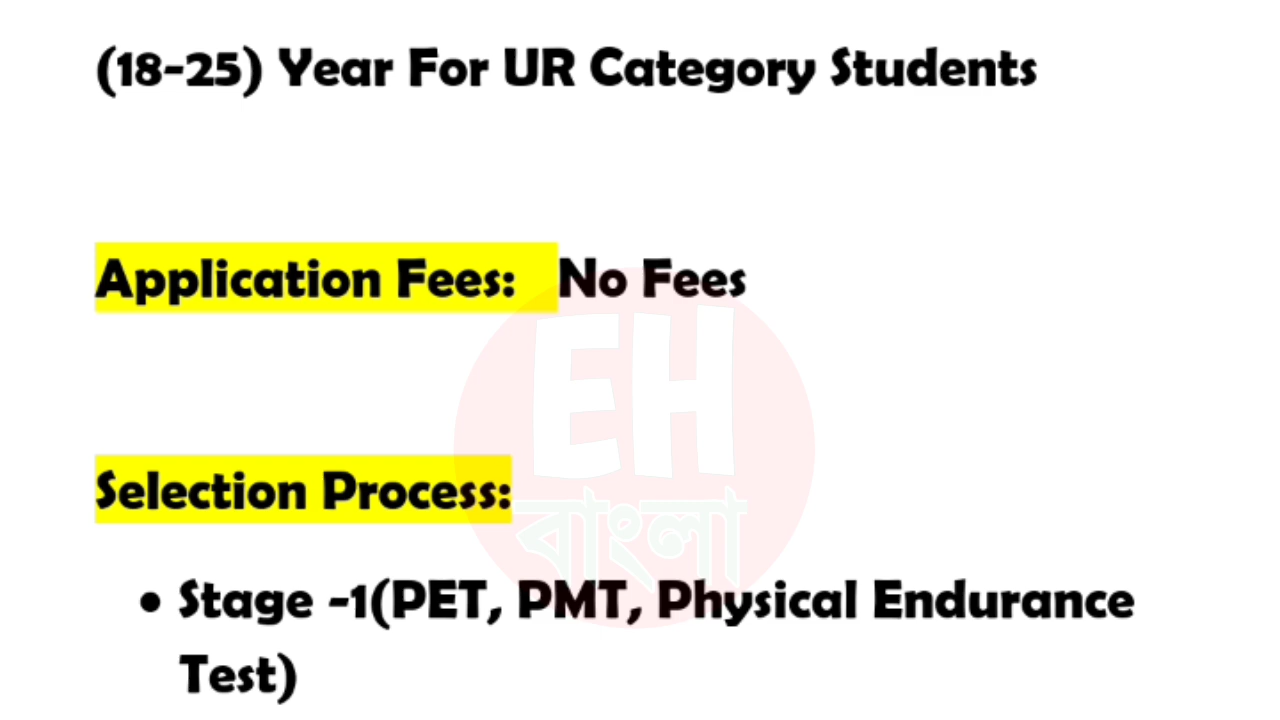 (18-25) Year For UR Category Students
Application Fees: No Fees
EH
বাংলা
Selection Process:
• Stage -1(PET, PMT, Physical Endurance
Test)